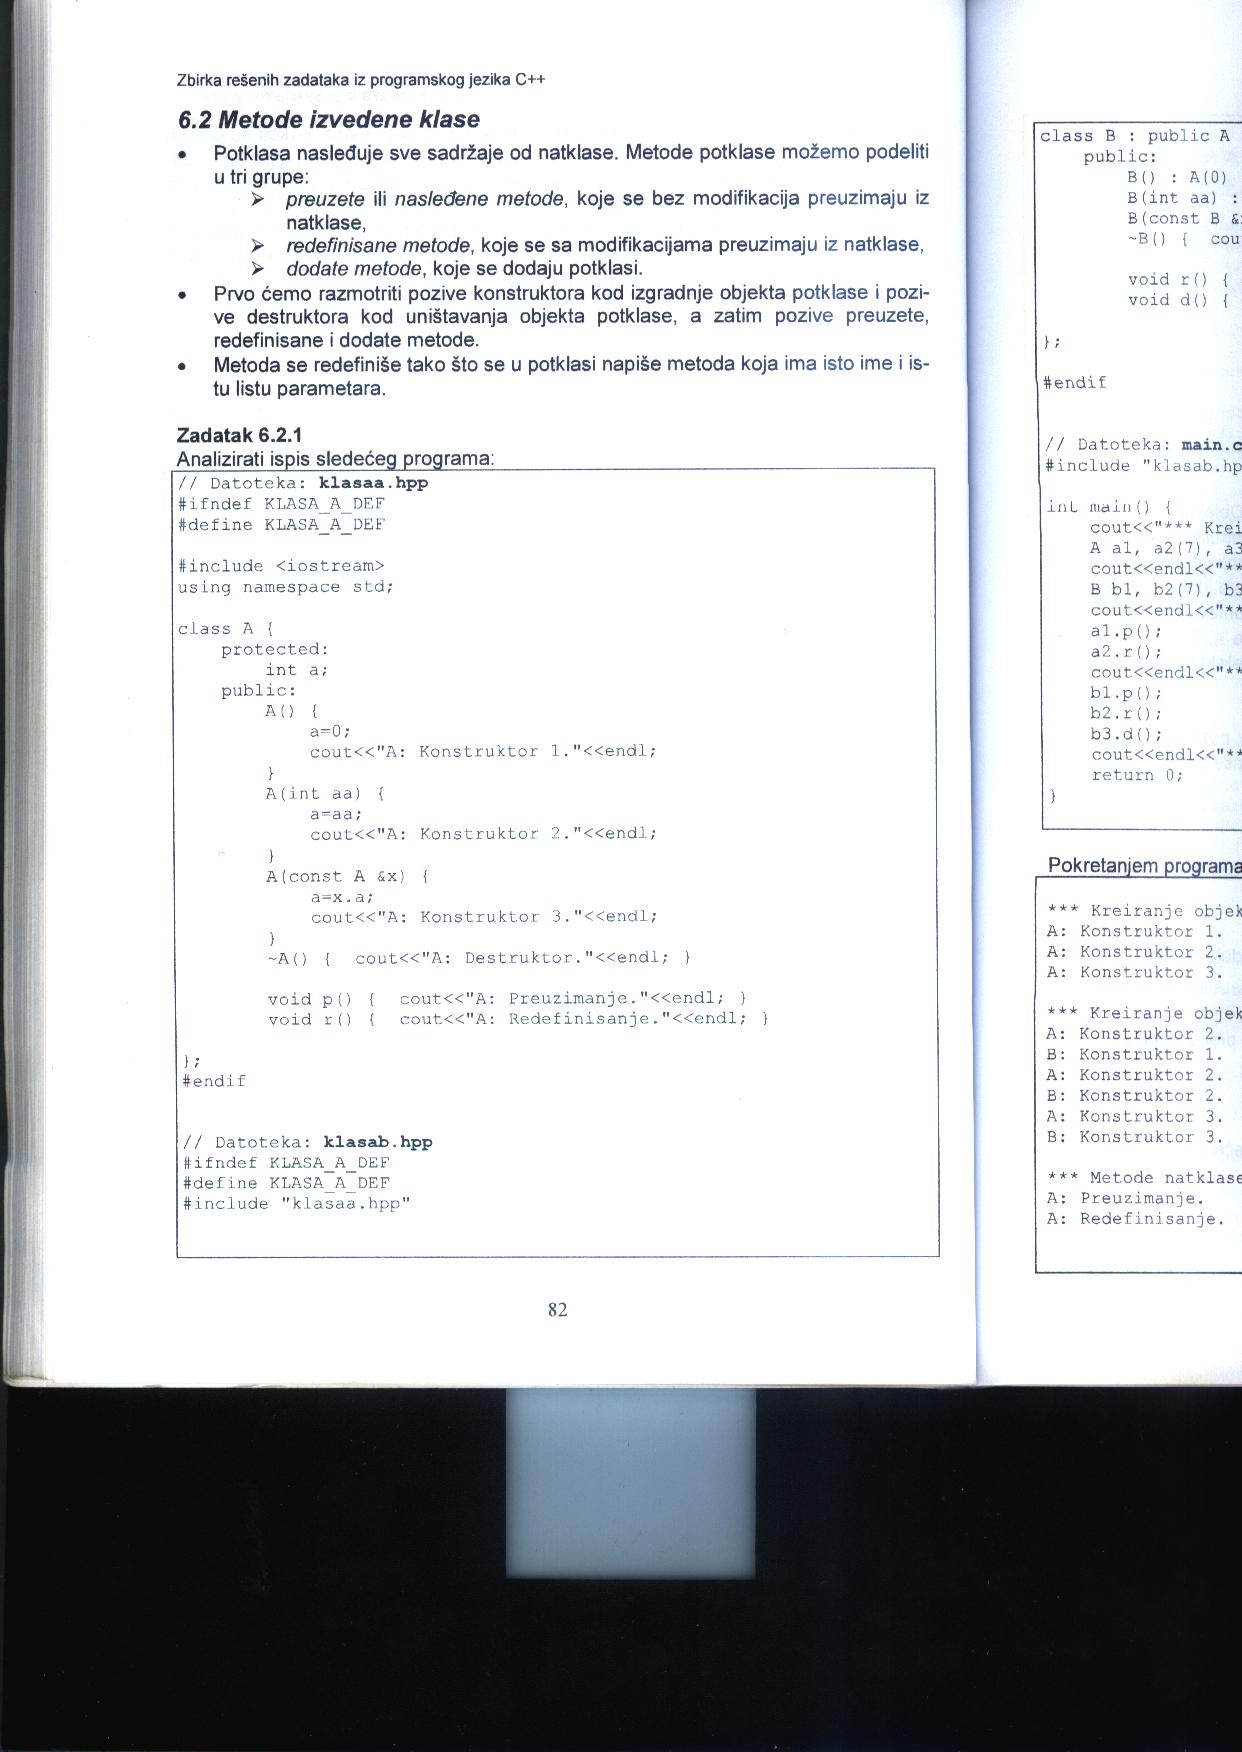 Zbirka rešenih zadataka iz programskog jezika C++
6.2 Metode izvedene klase
• Potklasa nasleđuje sve sadržaje od natklase. Metode potklase možemo podeliti
u tri grupe:
➢ preuzete ili nasleđene metode, koje se bez modifikacija preuzimaju iz
natklase,
➢ redefinisane metode, koje se sa modifikacijama preuzimaju iz natklase,
➢ dodate metode, koje se dodaju potklasi.
• Prvo ćemo razmotriti pozive konstruktora kod izgradnje objekta potklase i pozi-
ve destruktora kod uništavanja objekta potklase, a zatim pozive preuzete,
redefinisane i dodate metode.
• Metoda se redefiniše tako što se u potklasi napiše metoda koja ima isto ime i is-
tu listu parametara.
Zadatak 6.2.1
Analizirati ispis sledećeg programa:
// Datoteka: klasaa.hpp
#ifndef KLASA_A_DEF
#define KLASA_A_DEF
#include <iostream>
using namespace std;
class A {
protected:
int a;
public:
A() {
a=0;
cout<<"A: Konstruktor 1."<<endl;
}
A(int aa) {
a=aa;
cout<<"A: Konstruktor 2."<<endl;
}
A(const A &x) {
a=x.a;
cout<<"A: Konstruktor 3."<<endl;
}
~A() { cout<<"A: Destruktor."<<endl; }
void p() { cout<<"A: Preuzimanje."<<endl; }
void r() { cout<<"A: Redefinisanje."<<endl; }
};
#endif
// Datoteka: klasab.hpp
#ifndef KLASA_A_DEF
#define KLASA_A_DEF
#include "klasaa.hpp"
82
class B : public A
public:
B() : A(0)
B(int aa) :
B(const B &
~B() { cou
void r() {
void d() {
};
#endif
// Datoteka: main.c
#include "klasab.hp
int main() {
cout<<"*** Krei
A a1, a2(7), a3
cout<<endl<<"**
B b1, b2(7), b3
cout<<endl<<"**
a1.p();
a2.r();
cout<<endl<<"**
b1.p();
b2.r();
b3.d();
cout<<endl<<"**
return 0;
}
Pokretanjem programa
*** Kreiranje objek
A: Konstruktor 1.
A: Konstruktor 2.
A: Konstruktor 3.
*** Kreiranje objek
A: Konstruktor 2.
B: Konstruktor 1.
A: Konstruktor 2.
B: Konstruktor 2.
A: Konstruktor 3.
B: Konstruktor 3.
*** Metode natklase
A: Preuzimanje.
A: Redefinisanje.